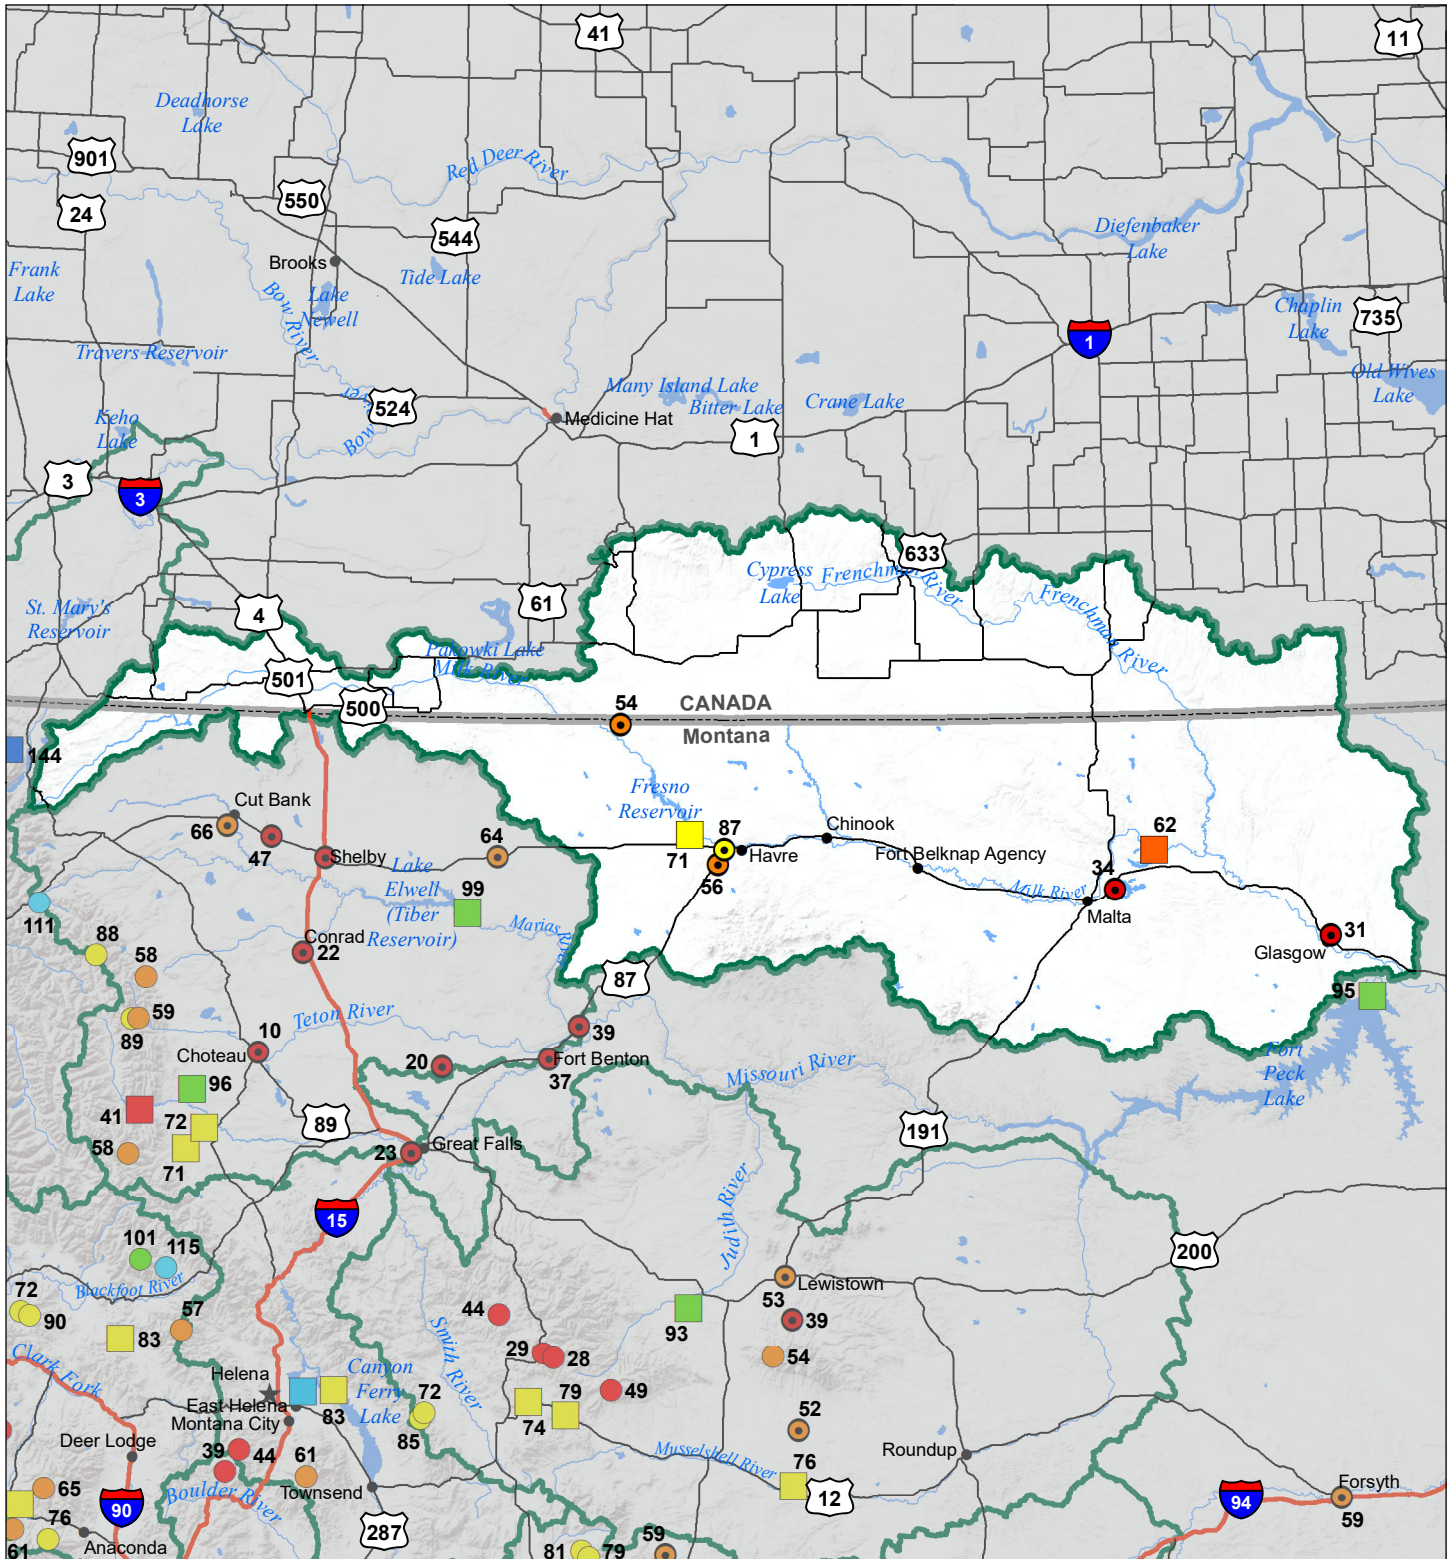 41
11
Deadhorse
Lake
901
Red Deer River
550
24
544
Diefenbaker
Lake
Brooks
Frank
Lake
Tide Lake
Lake
Newell
Bow River
Chaplin
Lake
735
1
Travers Reservoir
Many Island Lake
Old Wives
Lake
Bitter Lake
Crane Lake
524
Keho
Lake
Medicine Hat
Bow
1
3
3
633
Cypress
Lake
Frenchman River
Frenchman River
61
St. Mary's
Reservoir
4
Pakowki Lake
Milk River
501
500
54
CANADA
Montana
144
Fresno
Reservoir
Cut Bank
66
47
Shelby
64
71
87
Havre
56
Chinook
Fort Belknap Agency
62
34
Milk River
Malta
Lake
Elwell
(Tiber
Reservoir)
99
Marias River
111
88
58
Conrad
22
31
Glasgow
95
87
59
89
Teton River
39
10
Choteau
20
Fort Benton
37
Missouri River
Fort
Peck
Lake
96
41
72
89
191
58
71
Great Falls
23
15
Judith River
101
115
200
Blackfoot River
72
90
57
83
Lewistown
53
39
44
93
29
28
54
Clark Fork
Smith River
Helena
Canyon
Ferry
Lake
83
72
79
49
East Helena
Montana City
74
85
52
Deer Lodge
39
44
61
Musselshell River
76
Roundup
65
90
Boulder River
Townsend
12
94
Forsyth
59
76
287
61
Anaconda
81
79
59